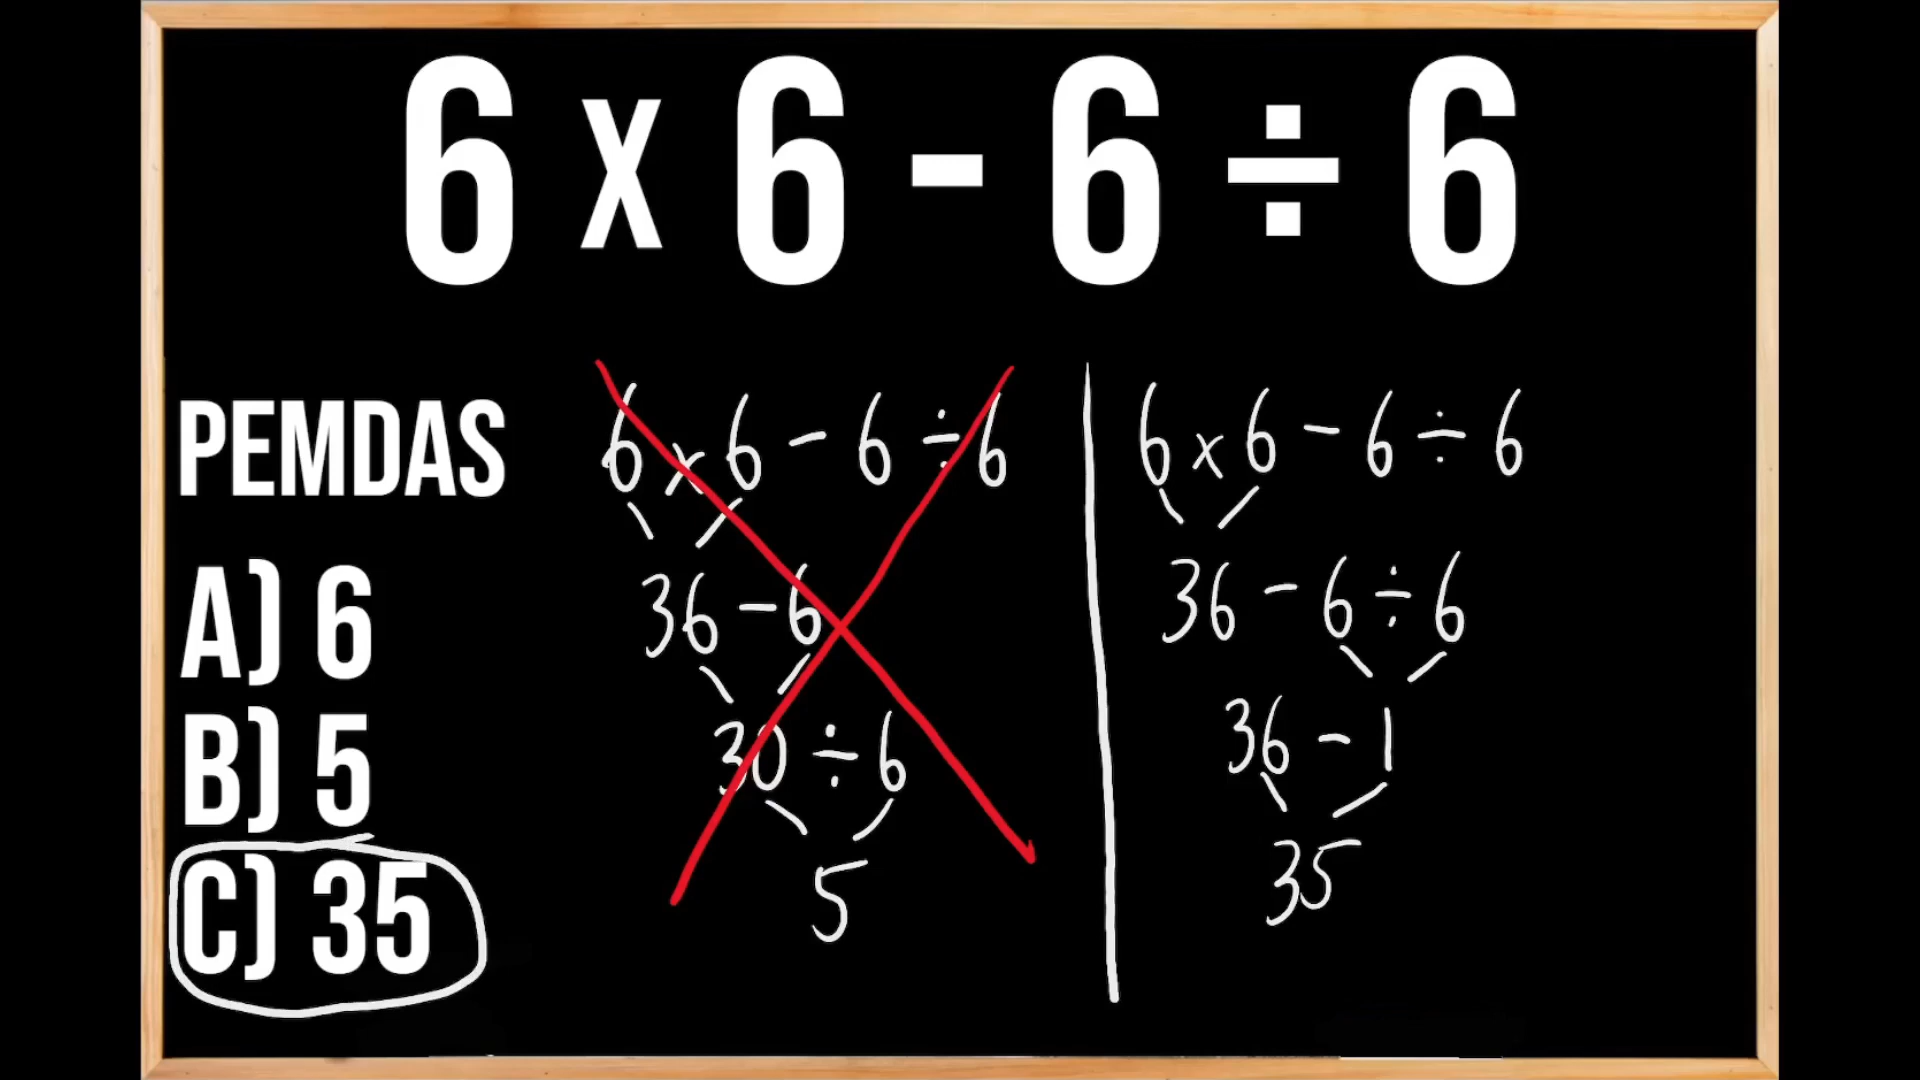 6 x 6 - 6 ÷ 6
PEMDAS
A) 6
B) 5
C) 35
6 x 6 - 6 ÷ 6
36 - 6
30 ÷ 6
5
6 x 6 - 6 ÷ 6
36 - 6 ÷ 6
36 - 1
35